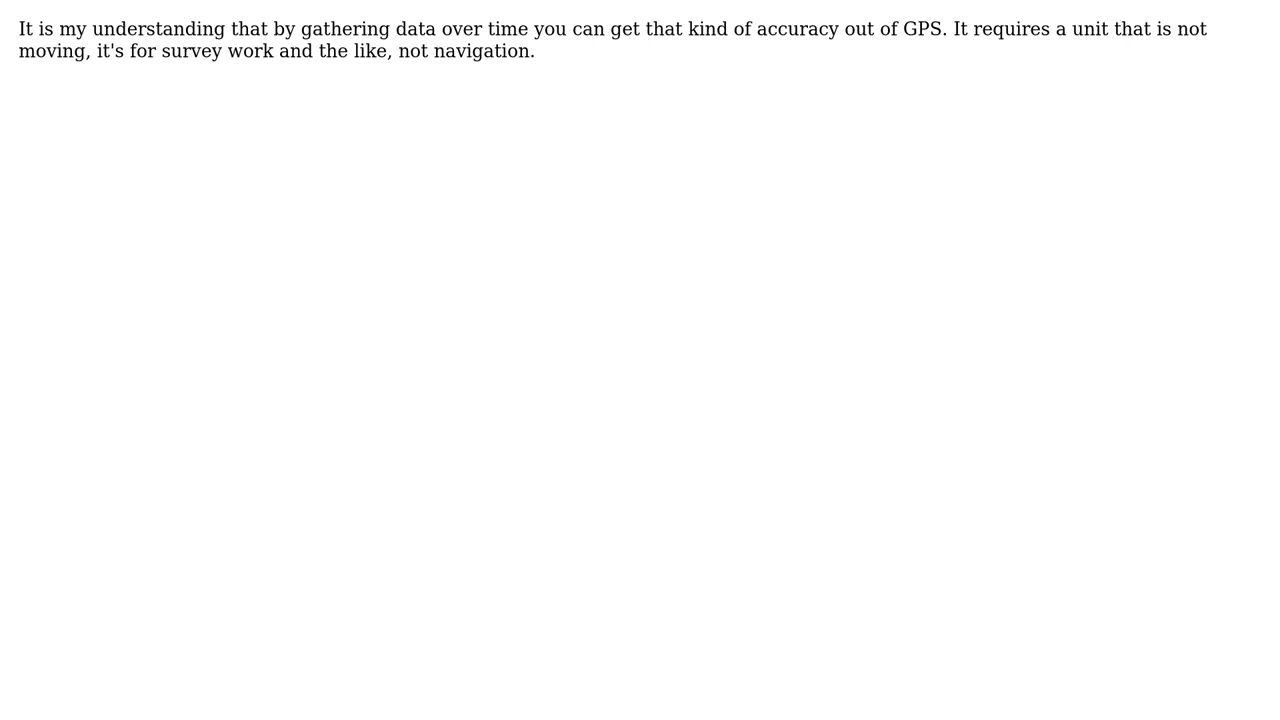 It is my understanding that by gathering data over time you can get that kind of accuracy out of GPS. It requires a unit that is not
moving, it's for survey work and the like, not navigation.